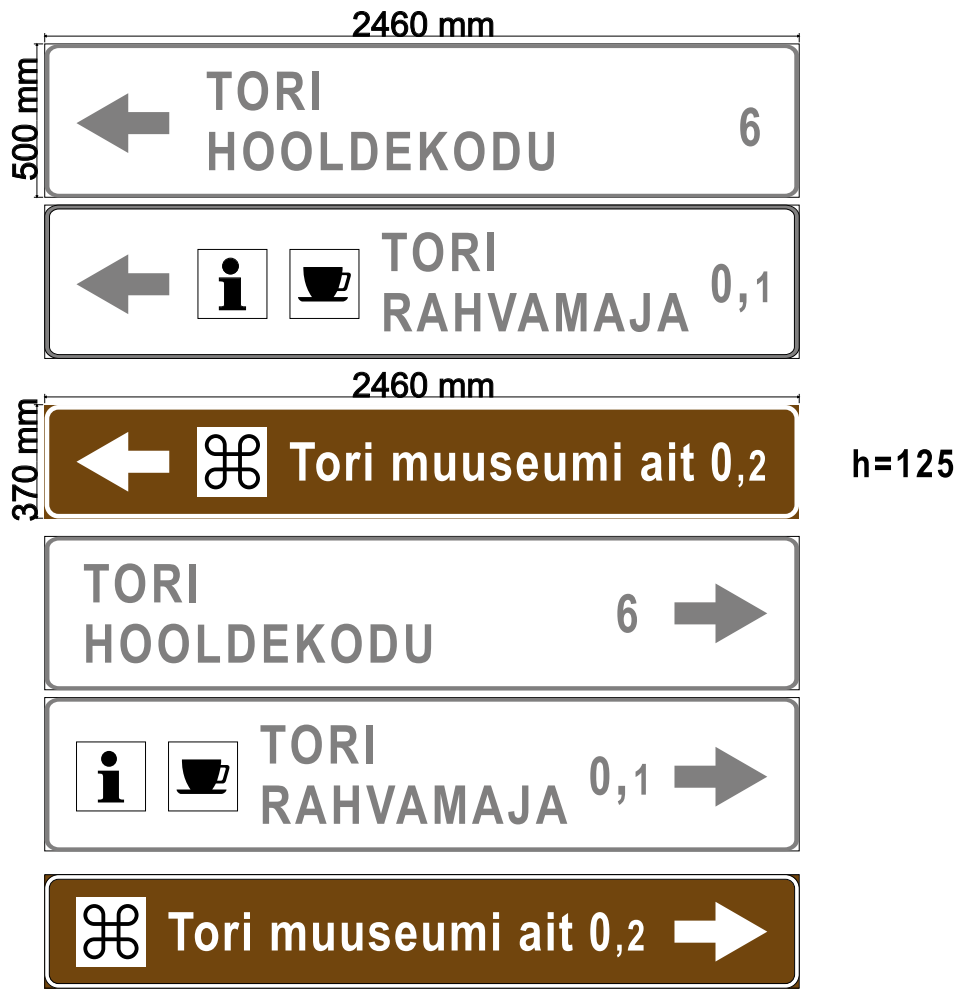 2460 mm
500 mm
TORI
HOOLDEKODU 6
i TORI
RAHVAMAJA 0,1
2460 mm
370 mm
Tori muuseumi ait 0,2
h=125
TORI
HOOLDEKODU 6
i TORI
RAHVAMAJA 0,1
Tori muuseumi ait 0,2